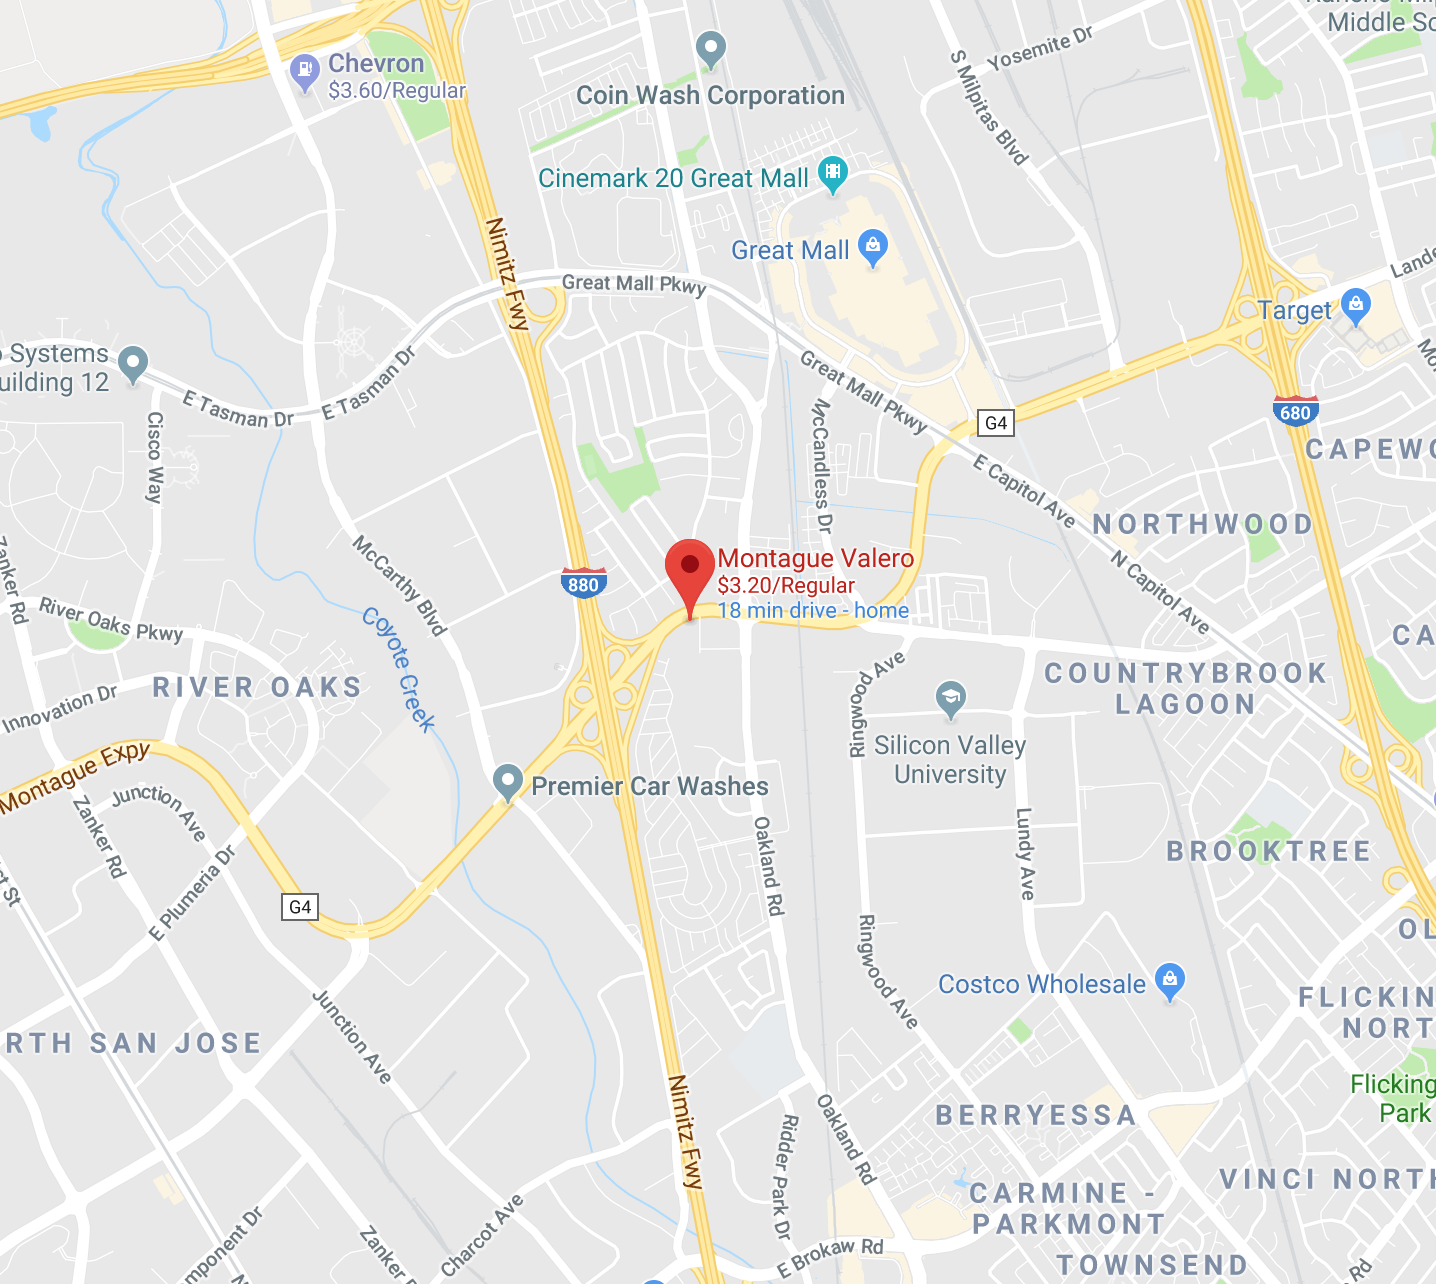 Middle Sc
Yosemite Dr
S Milpitas Blvd
Chevron
$3.60/Regular
Coin Wash Corporation
Cinemark 20 Great Mall
Great Mall
Nimitz Fwy
Great Mall Pkwy
Lande
Target
o Systems
uilding 12
E Tasman Dr
E Tasman Dr
Great Mall Pkwy
McCandless Dr
G4
680
CAPEWO
Cisco Way
E Capitol Ave
NORTHWOOD
Zanker Rd
McCarthy Blvd
880
Montague Valero
$3.20/Regular
18 min drive - home
N Capitol Ave
River Oaks Pkwy
Coyote Creek
CA
RIVER OAKS
Innovation Dr
Ringwood Ave
COUNTRYBROOK
LAGOON
Silicon Valley
University
Montague Expy
Junction Ave
Zanker Rd
Premier Car Washes
Oakland Rd
Lundy Ave
BROOKTREE
st St
E Plumeria Dr
G4
OL
Ringwood Ave
Costco Wholesale
FLICKIN
NORT
RTH SAN JOSE
Junction Ave
Nimitz Fwy
Oakland Rd
Ridder Park Dr
BERRYESSA
Flicking
Park
VINCI NORTH
CARMINE -
PARKMONT
TOWNSEND
mponent Dr
Zanker R
Charcot Ave
E Brokaw Rd
Rd